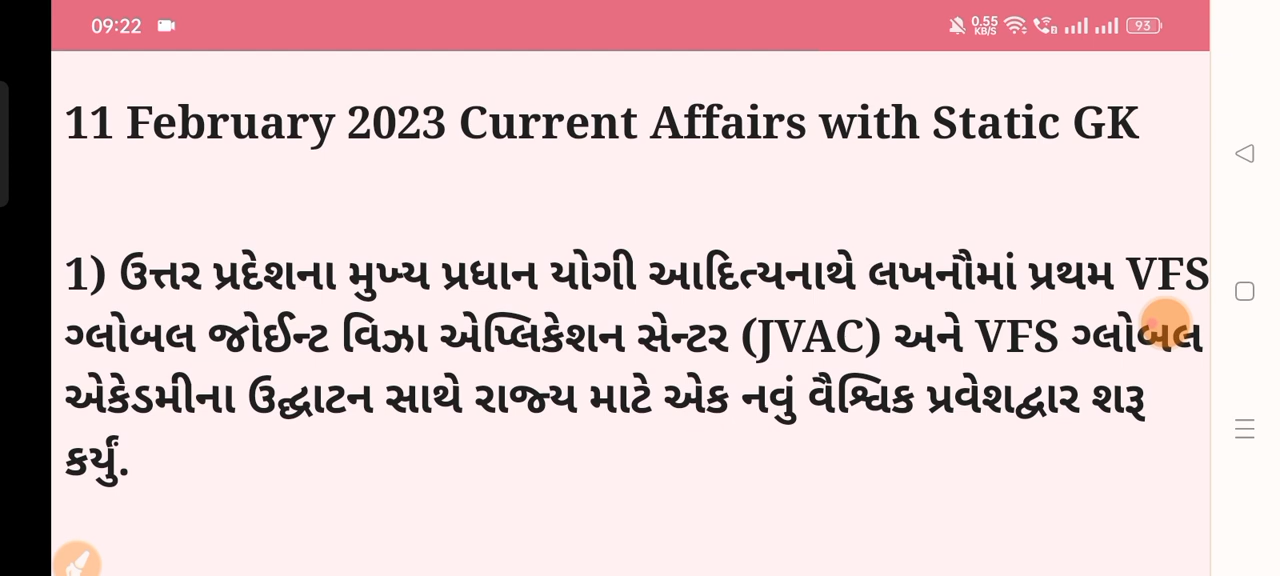 09:22
0.55
KB/S
93
11 February 2023 Current Affairs with Static GK
1) ઉત્તર પ્રદેશના મુખ્ય પ્રધાન યોગી આદિત્યનાથે લખનૌમાં પ્રથમ VFS
ગ્લોબલ જોઈન્ટ વિઝા એપ્લિકેશન સેન્ટર (JVAC) અને VFS ગ્લોબલ
એકેડમીના ઉદ્ઘાટન સાથે રાજ્ય માટે એક નવું વૈશ્વિક પ્રવેશદ્વાર શરૂ
કર્યું.